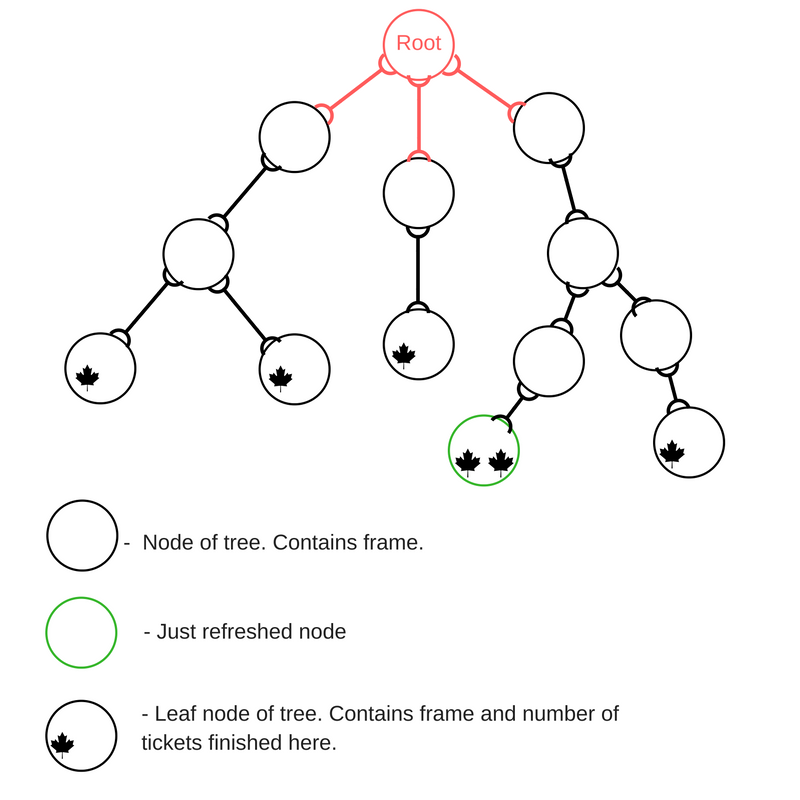 Root
- Node of tree. Contains frame.
- Just refreshed node
- Leaf node of tree. Contains frame and number of
tickets finished here.